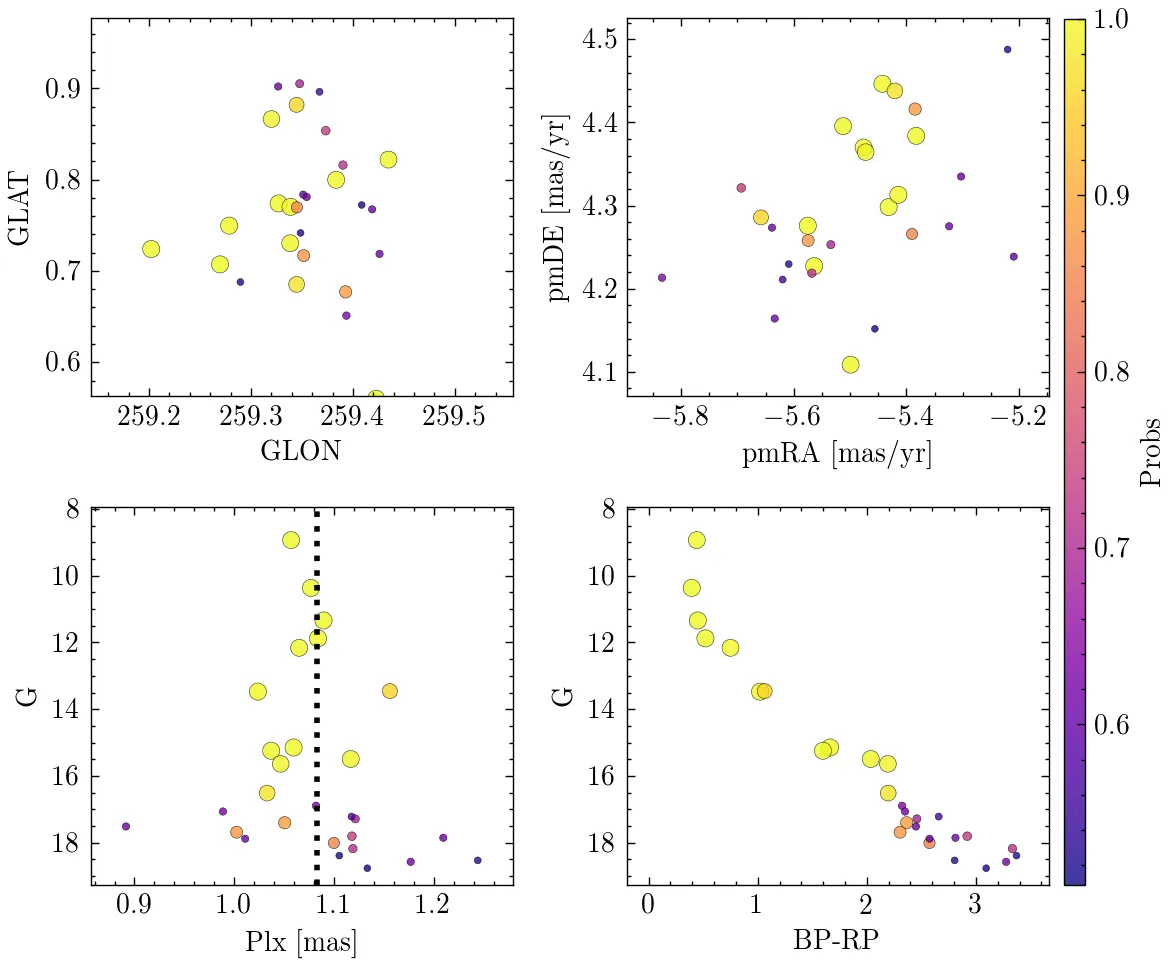 0.9
0.8
0.7
0.6
GLAT
259.2 259.3 259.4 259.5
GLON
4.5
4.4
4.3
4.2
4.1
pmDE [mas/yr]
−5.8 −5.6 −5.4 −5.2
pmRA [mas/yr]
1.0
0.9
0.8
0.7
0.6
Probs
8
10
12
14
16
18
G
0.9 1.0 1.1 1.2
Plx [mas]
8
10
12
14
16
18
G
0 1 2 3
BP-RP